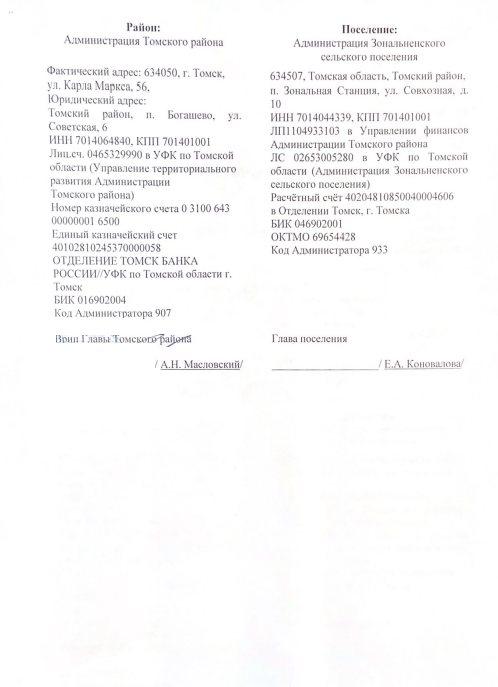 Район:
Администрация Томского района
Фактический адрес: 634050, г. Томск,
ул. Карла Маркса, 56,
Юридический адрес:
Томский район, п. Богашево, ул.
Советская, 6
ИНН 7014064840, КПП 701401001
Лиц.сч. 0465329990 в УФК по Томской
области (Управление территориального
развития Администрации
Томского района)
Номер казначейского счета 0 3100 643
00000001 6500
Единый казначейский счет
40102810245370000058
ОТДЕЛЕНИЕ ТОМСК БАНКА
РОССИИ//УФК по Томской области г.
Томск
БИК 016902004
Код Администратора 907
Врип Главы Томского района
/ А.Н. Масловский/
Поселение:
Администрация Зональненского
сельского поселения
634507, Томская область, Томский район,
п. Зональная Станция, ул. Совхозная, д.
10
ИНН 7014044339, КПП 701401001
ЛП1104933103 в Управлении финансов
Администрации Томского района
ЛС 02653005280 в УФК по Томской
области (Администрация Зональненского
сельского поселения)
Расчётный счёт 40204810850040004606
в Отделении Томск, г. Томска
БИК 046902001
ОКТМО 69654428
Код Администратора 933
Глава поселения
/ Е.А. Коновалова/